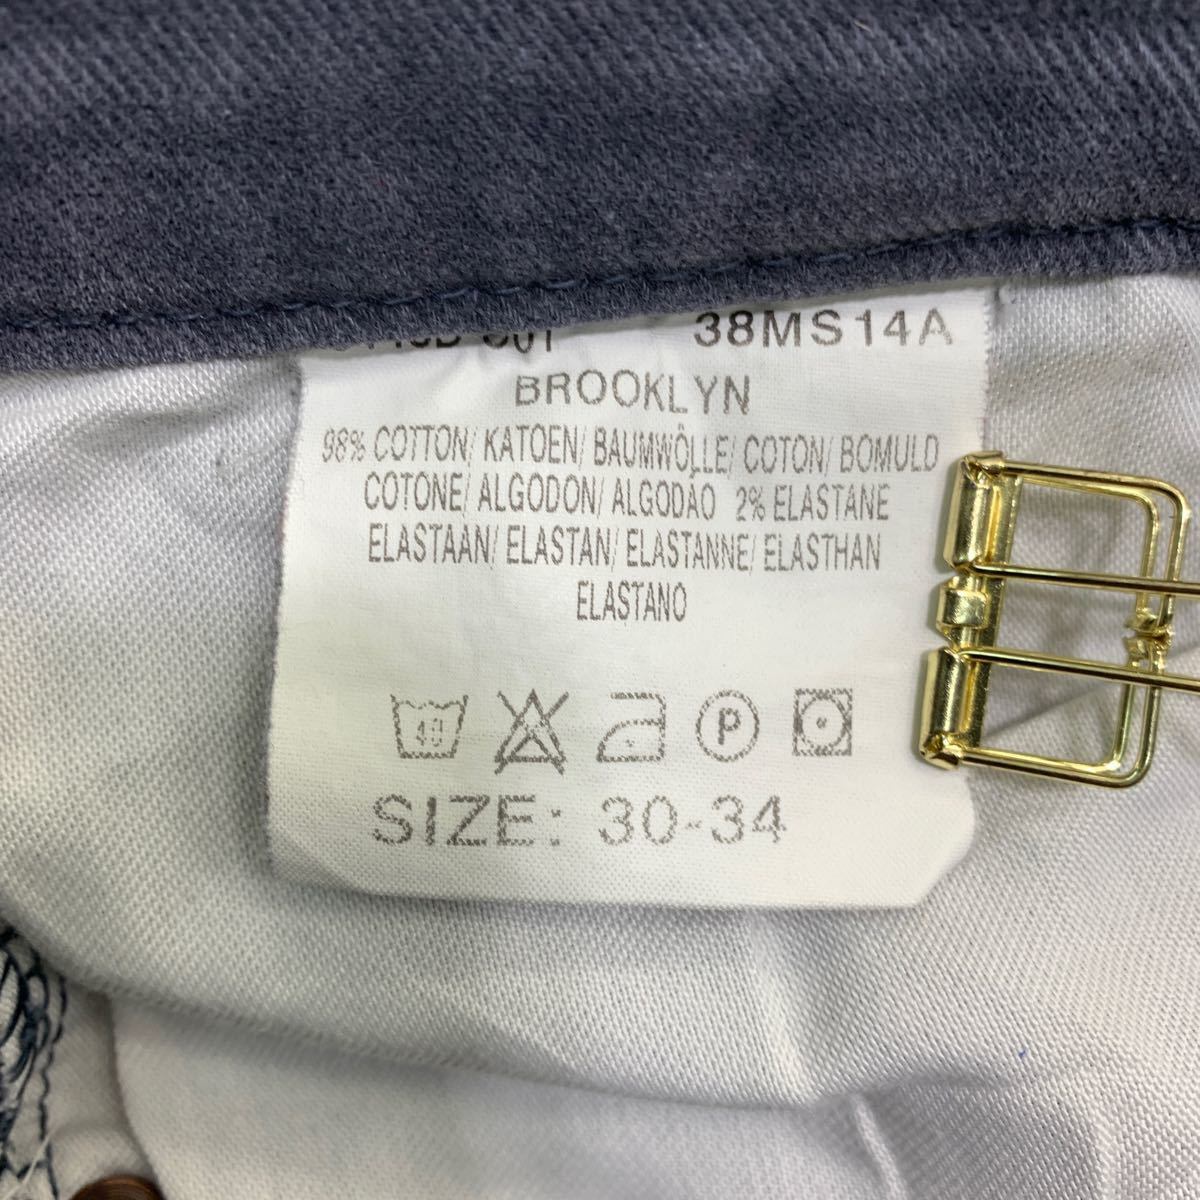 38MS14A
BROOKLYN
98% COTTON/ KATOEN/ BAUMWÖLLE/ COTON/ BOMULD
COTONE/ ALGODON/ ALGODAO 2% ELASTANE
ELASTAAN/ ELASTAN/ ELASTANNE/ ELASTHAN
ELASTANO
40 P
SIZE: 30-34